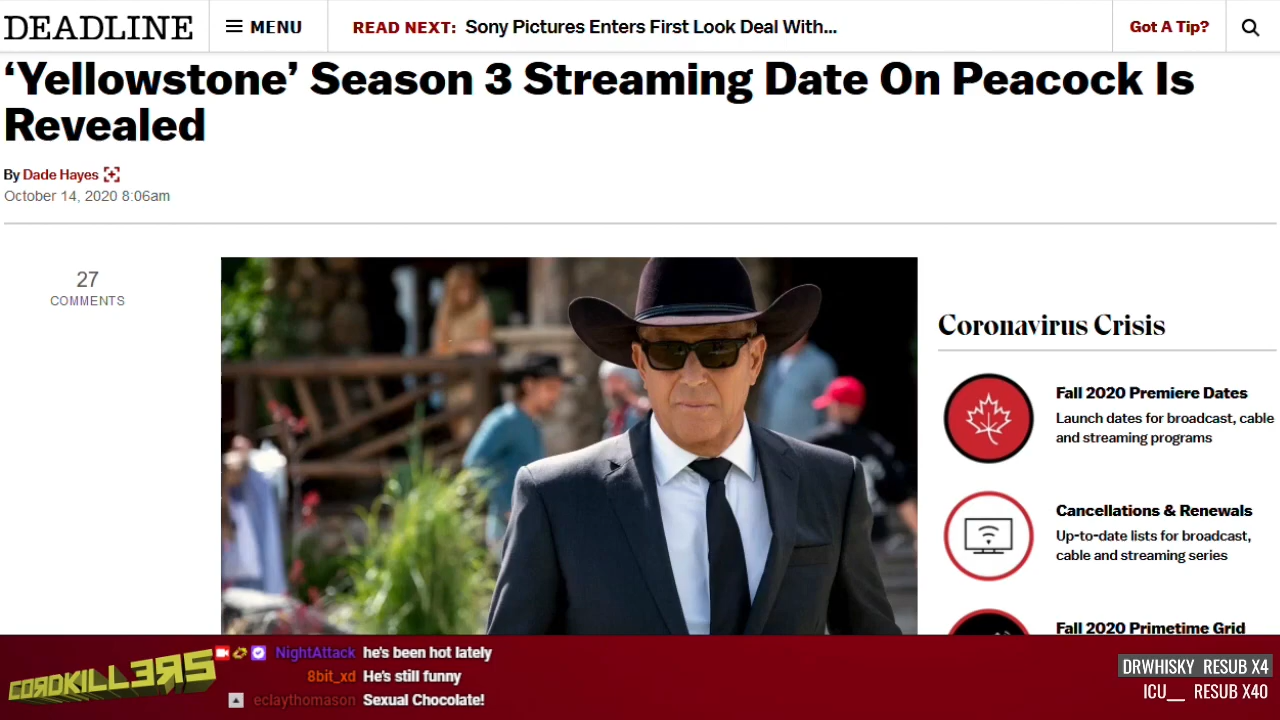 DEADLINE
MENU
READ NEXT: Sony Pictures Enters First Look Deal With...
Got A Tip?
‘Yellowstone’ Season 3 Streaming Date On Peacock Is
Revealed
By Dade Hayes
October 14, 2020 8:06am
27
COMMENTS
Coronavirus Crisis
Fall 2020 Premiere Dates
Launch dates for broadcast, cable
and streaming programs
Cancellations & Renewals
Up-to-date lists for broadcast,
cable and streaming series
Fall 2020 Primetime Grid
CORDKILLERS
NightAttack he's been hot lately
8bit_xd He's still funny
eclaythomason Sexual Chocolate!
DRWHISKY RESUB X4
ICU__ RESUB X40